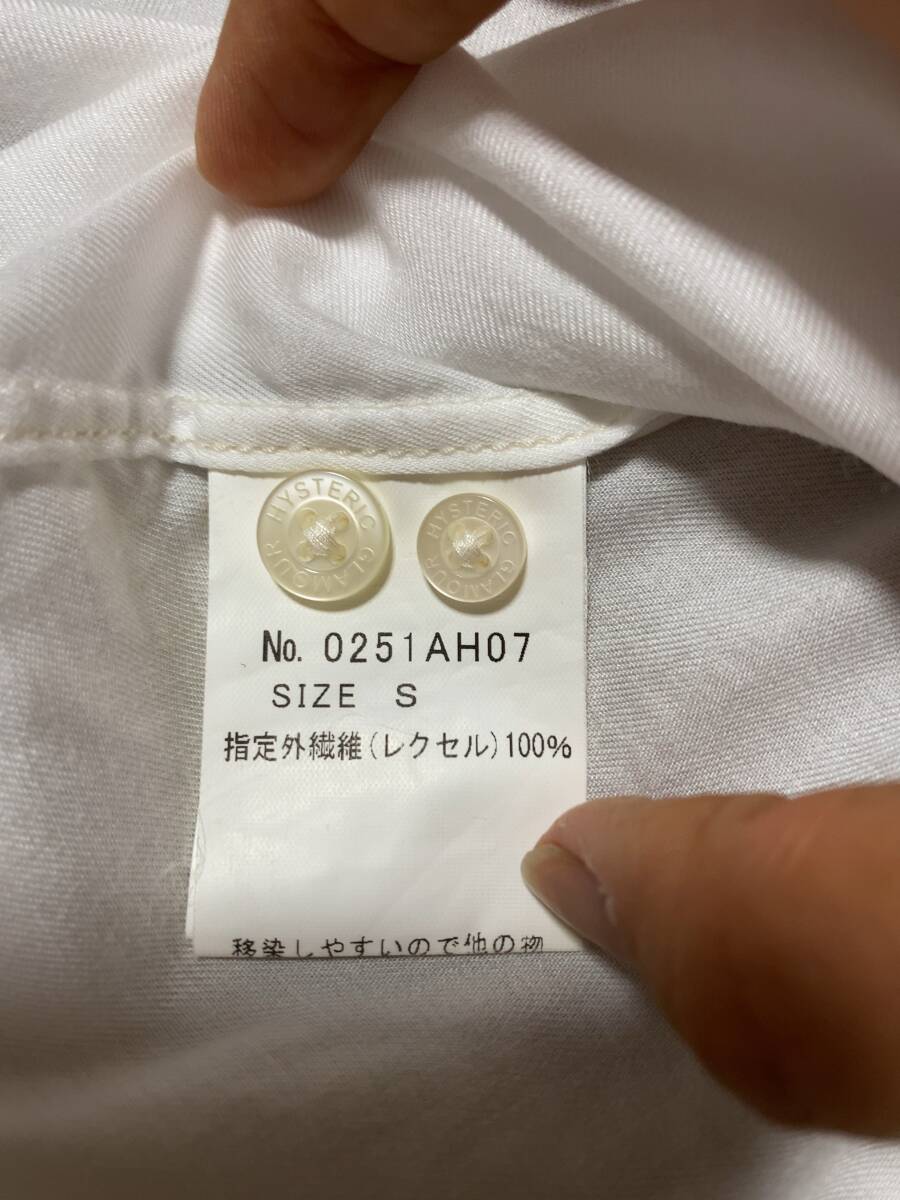 HYSTERIC GLAMOUR
HYSTERIC GLAMOUR
No. 0251AH07
SIZE S
指定外繊維(レクセル)100%
移染しやすいので他の物